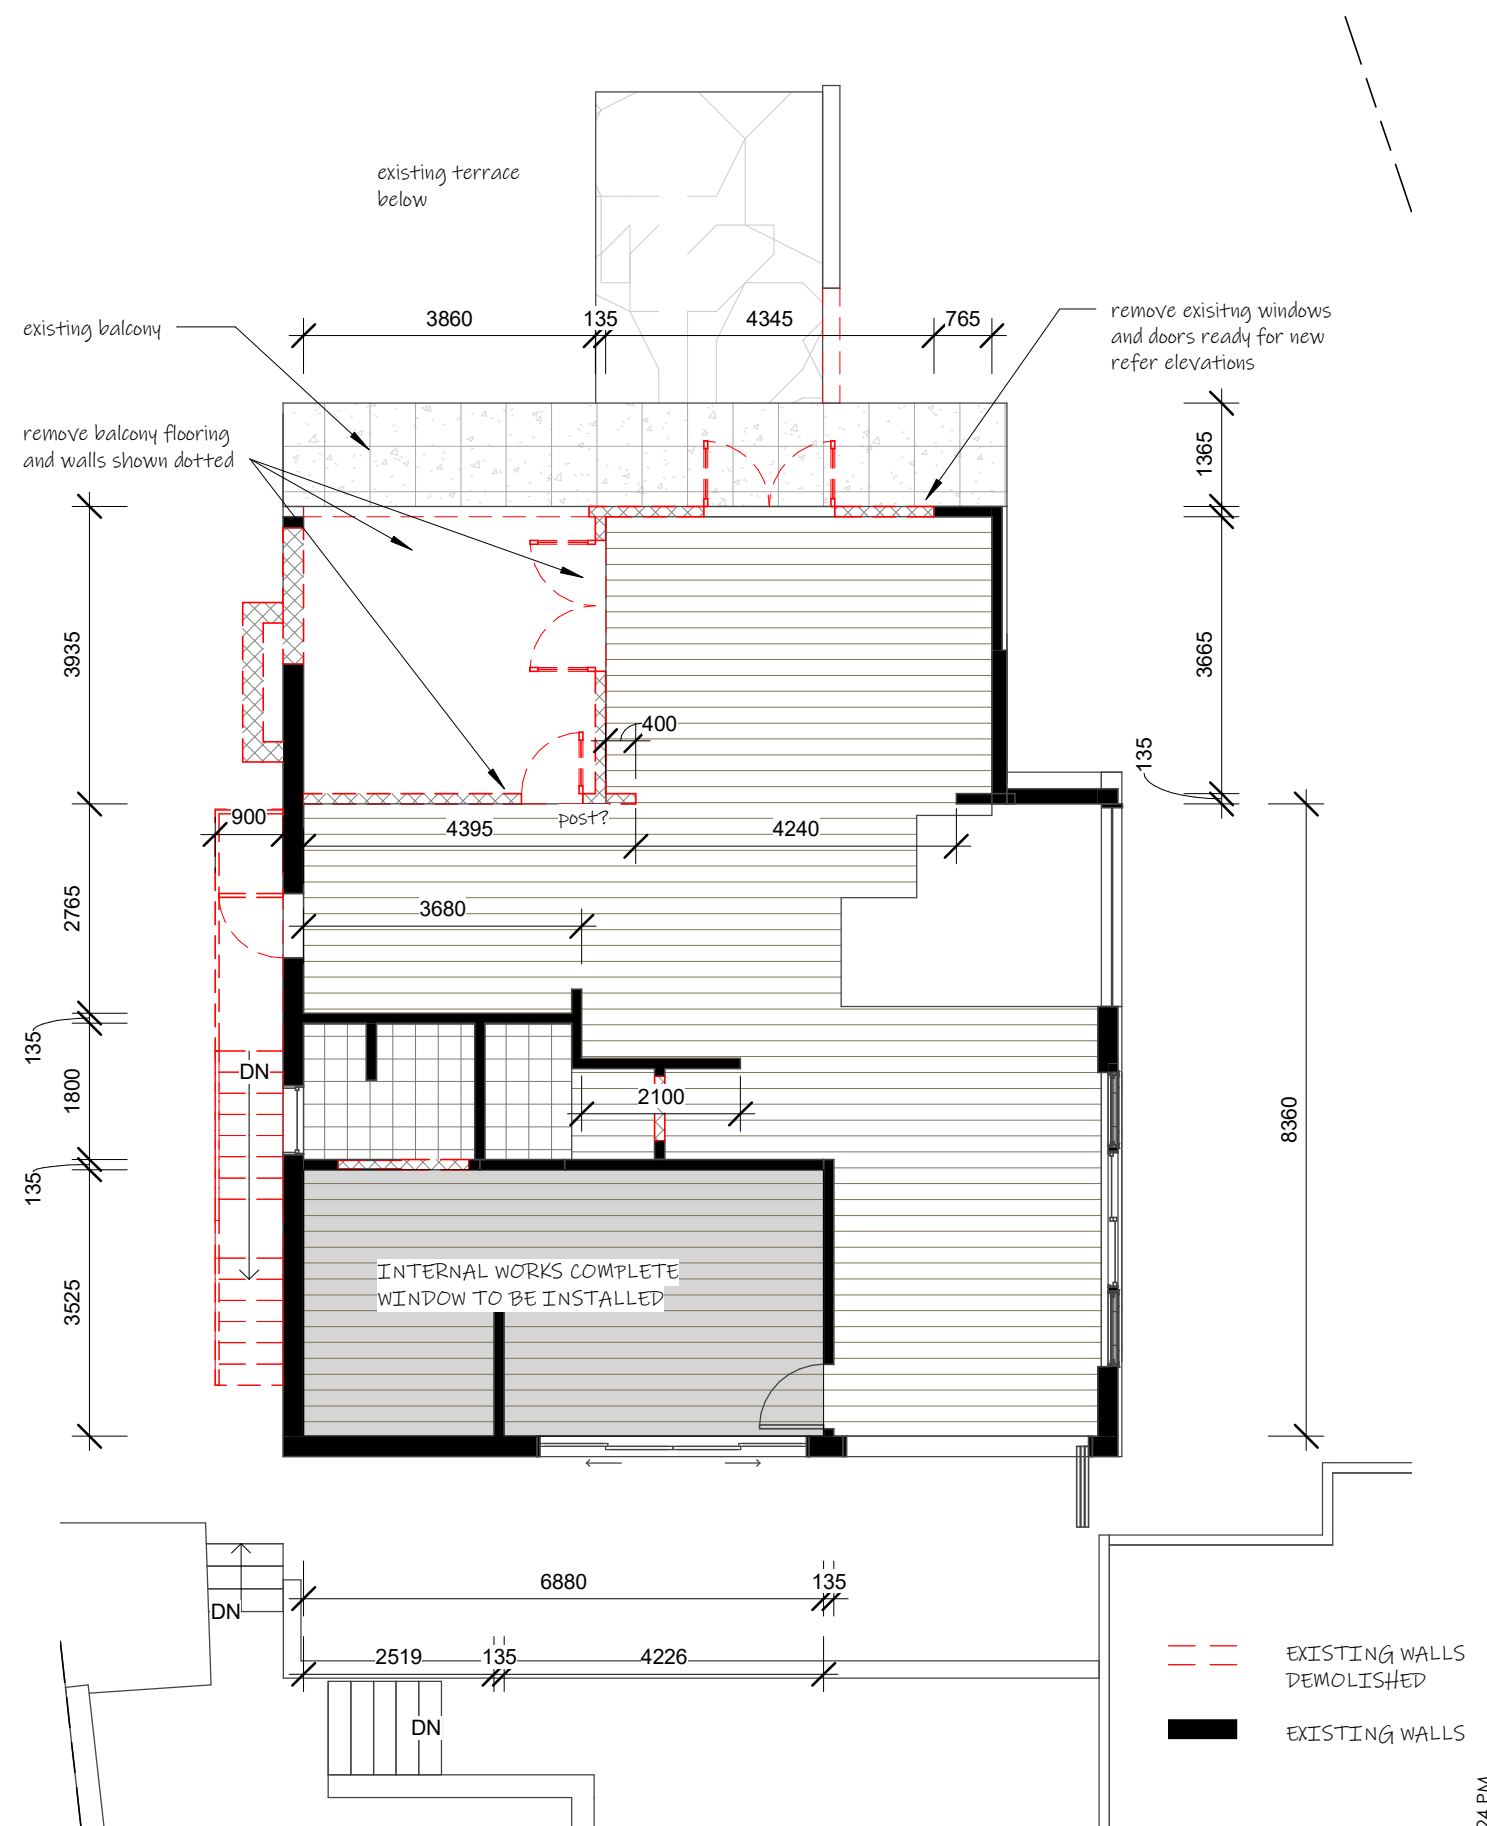 existing terrace
below
3860
135
4345
765
existing balcony
remove exisitng windows
and doors ready for new
refer elevations
remove balcony flooring
and walls shown dotted
1365
3935
3665
400
135
900
post?
4395
4240
2765
3680
135
DN
1800
2100
8360
135
INTERNAL WORKS COMPLETE
WINDOW TO BE INSTALLED
3525
6880
135
DN
2519
135
4226
EXISTING WALLS
DEMOLISHED
DN
EXISTING WALLS
24 PM